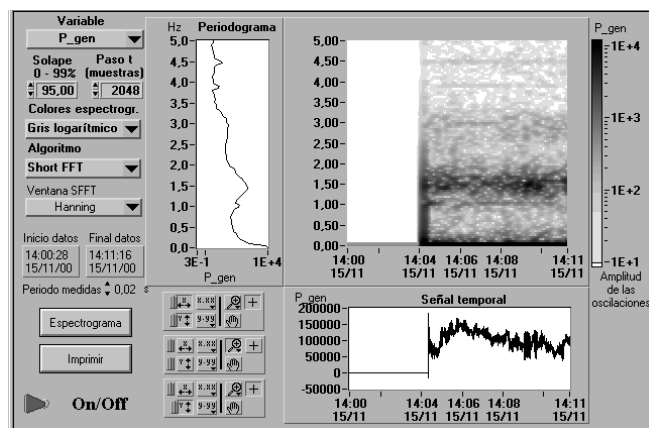 Variable
P_gen
Solape
0 - 99%
Paso t
(muestras)
95,00
2048
Colores espectrogr.
Gris logarítmico
Algoritmo
Short FFT
Ventana SFFT
Hanning
Inicio datos
14:00:28
15/11/00
Final datos
14:11:16
15/11/00
Periodo medidas 0,02 s
Espectrograma
Imprimir
On/Off
Hz Periodograma
5,0
4,5
4,0
3,5
3,0
2,5
2,0
1,5
1,0
0,5
0,0
3E-1 1E+4
P_gen
X X.XX
Y Y.YY
X X.XX
Y Y.YY
X X.XX
Y Y.YY
5,00
4,50
4,00
3,50
3,00
2,50
2,00
1,50
1,00
0,50
0,00
14:00 14:04 14:06 14:08 14:11
15/11 15/11 15/11 15/11 15/11
P_gen
1E+4
1E+3
1E+2
1E+1
Amplitud
de las
oscilaciones
P_gen Señal temporal
200000
150000
100000
50000
0
-50000
14:00 14:04 14:06 14:08 14:11
15/11 15/11 15/11 15/11 15/11